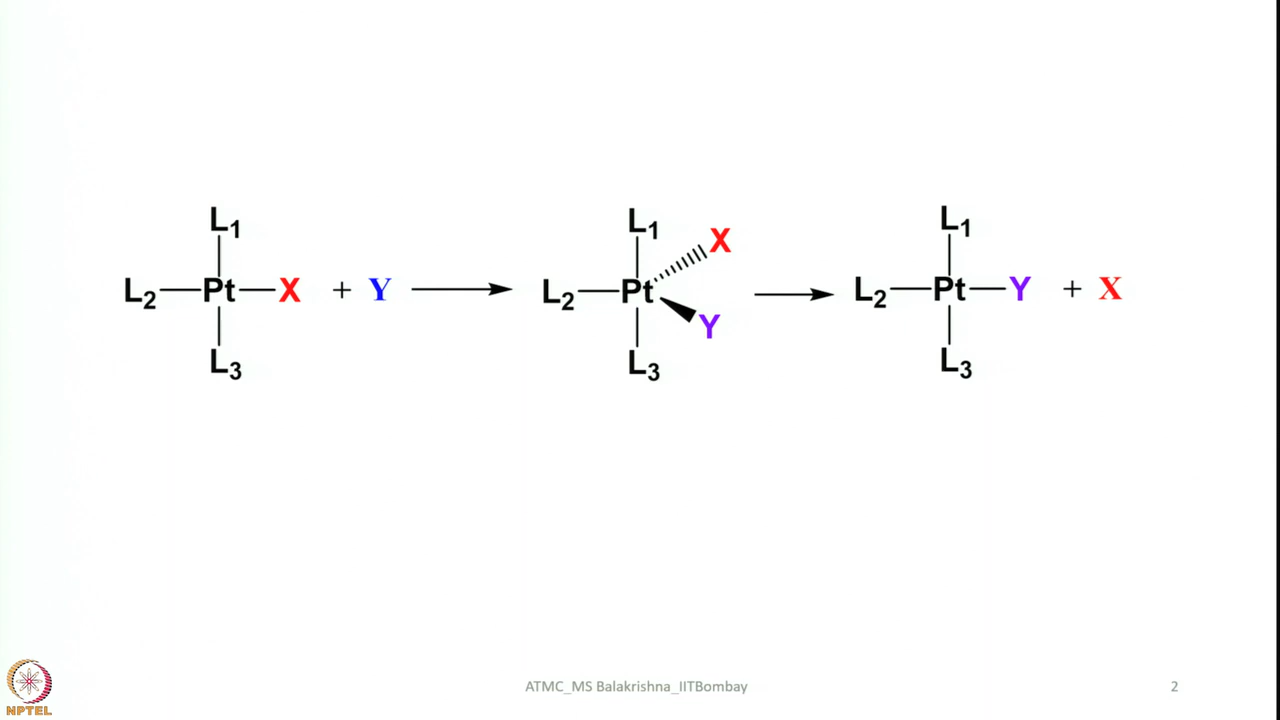 L₁ L₁ L₁
X
L₂ Pt X + Y L₂ Pt L₂ Pt Y + X
Y
L₃ L₃ L₃
NPTEL
ATMC_MS Balakrishna_IITBombay
2